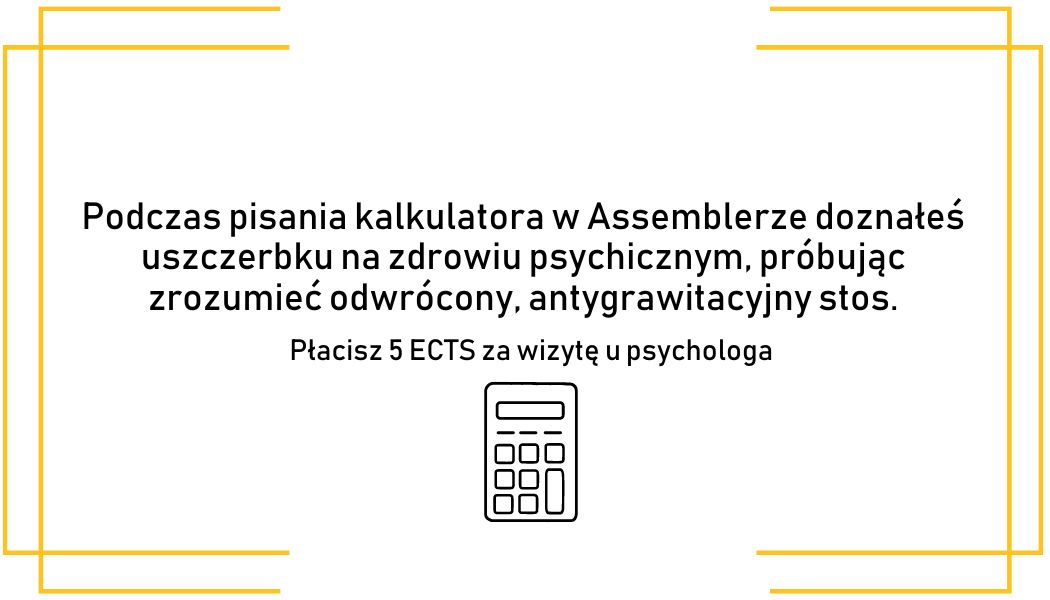 Podczas pisania kalkulatora w Assemblerze doznałeś
uszczerbku na zdrowiu psychicznym, próbując
zrozumieć odwrócony, antygrawitacyjny stos.
Płacisz 5 ECTS za wizytę u psychologa